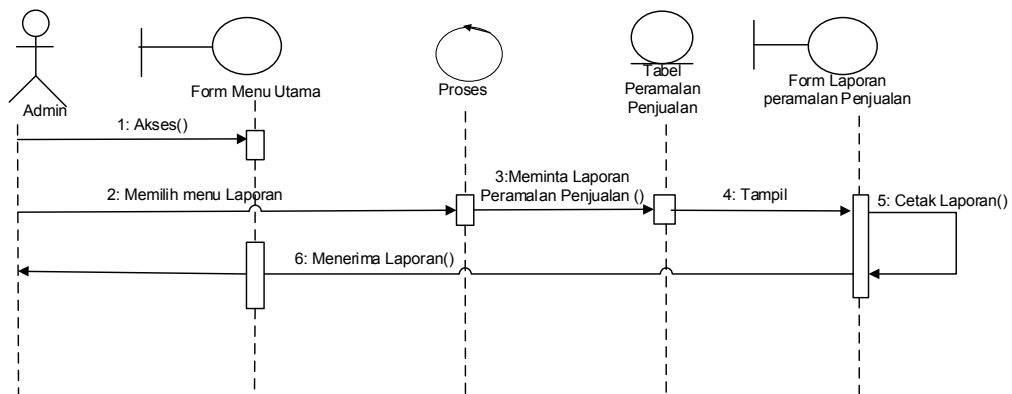 Admin
Form Menu Utama
Proses
Tabel
Peramalan
Penjualan
Form Laporan
peramalan Penjualan
1: Akses()
2: Memilih menu Laporan
3:Meminta Laporan
Peramalan Penjualan ()
4: Tampil
5: Cetak Laporan()
6: Menerima Laporan()